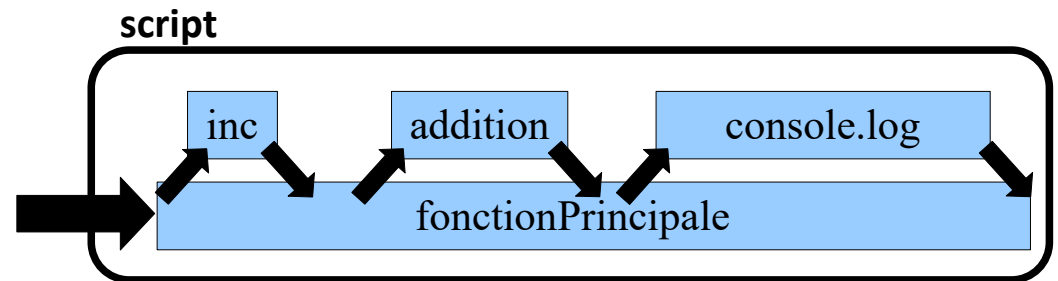 script
inc
addition
console.log
fonctionPrincipale